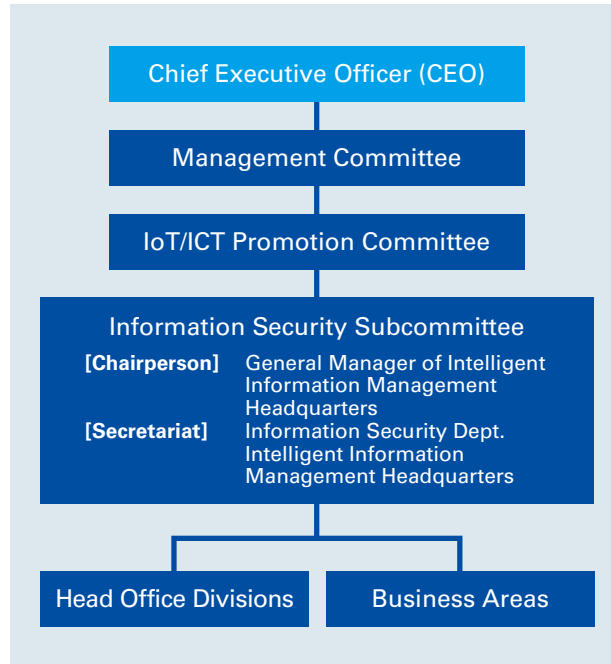 Chief Executive Officer (CEO)
Management Committee
IoT/ICT Promotion Committee
Information Security Subcommittee
[Chairperson] General Manager of Intelligent
Information Management
Headquarters
[Secretariat] Information Security Dept.
Intelligent Information
Management Headquarters
Head Office Divisions
Business Areas